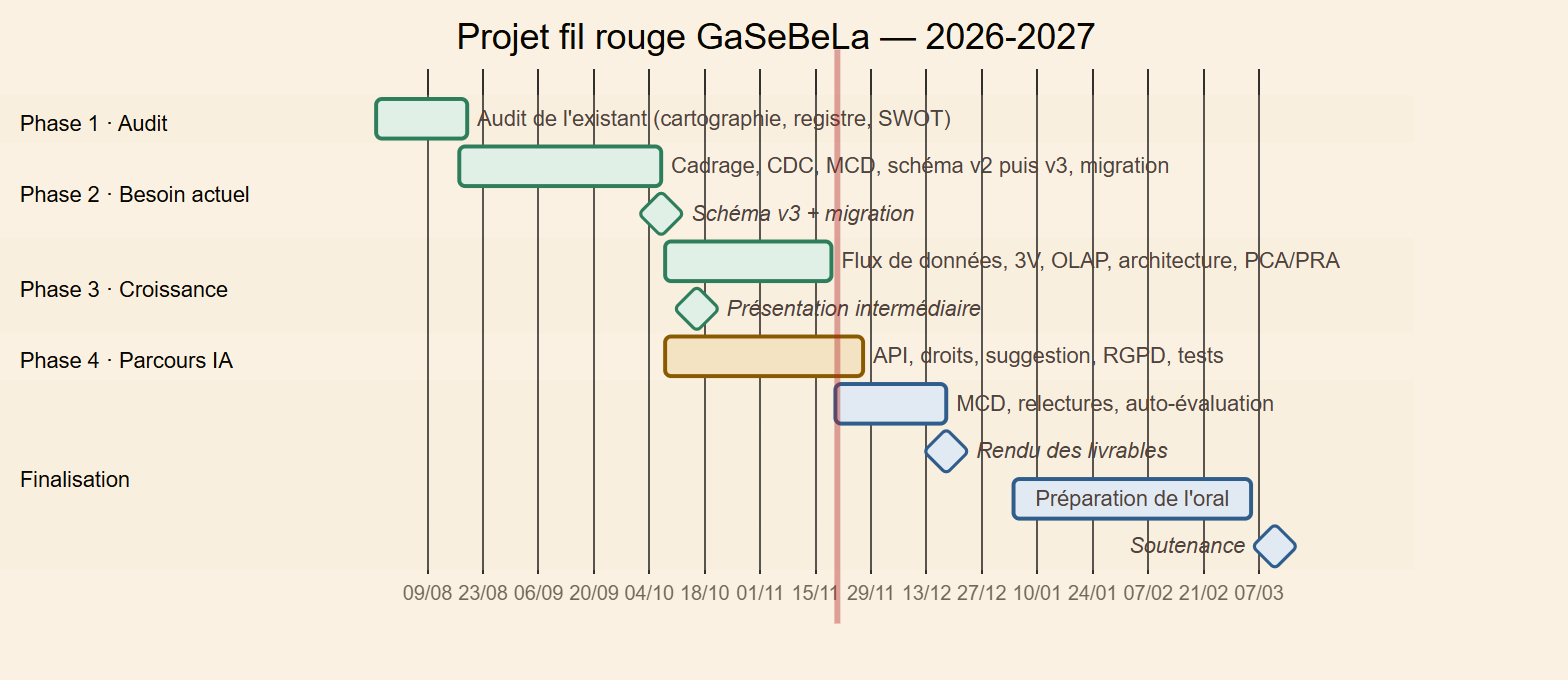 Projet fil rouge GaSeBeLa — 2026-2027
Phase 1 · Audit
Audit de l'existant (cartographie, registre, SWOT)
Phase 2 · Besoin actuel
Cadrage, CDC, MCD, schéma v2 puis v3, migration
Schéma v3 + migration
Phase 3 · Croissance
Flux de données, 3V, OLAP, architecture, PCA/PRA
Présentation intermédiaire
Phase 4 · Parcours IA
API, droits, suggestion, RGPD, tests
Finalisation
MCD, relectures, auto-évaluation
Rendu des livrables
Préparation de l'oral
Soutenance
09/08 23/08 06/09 20/09 04/10 18/10 01/11 15/11 29/11 13/12 27/12 10/01 24/01 07/02 21/02 07/03